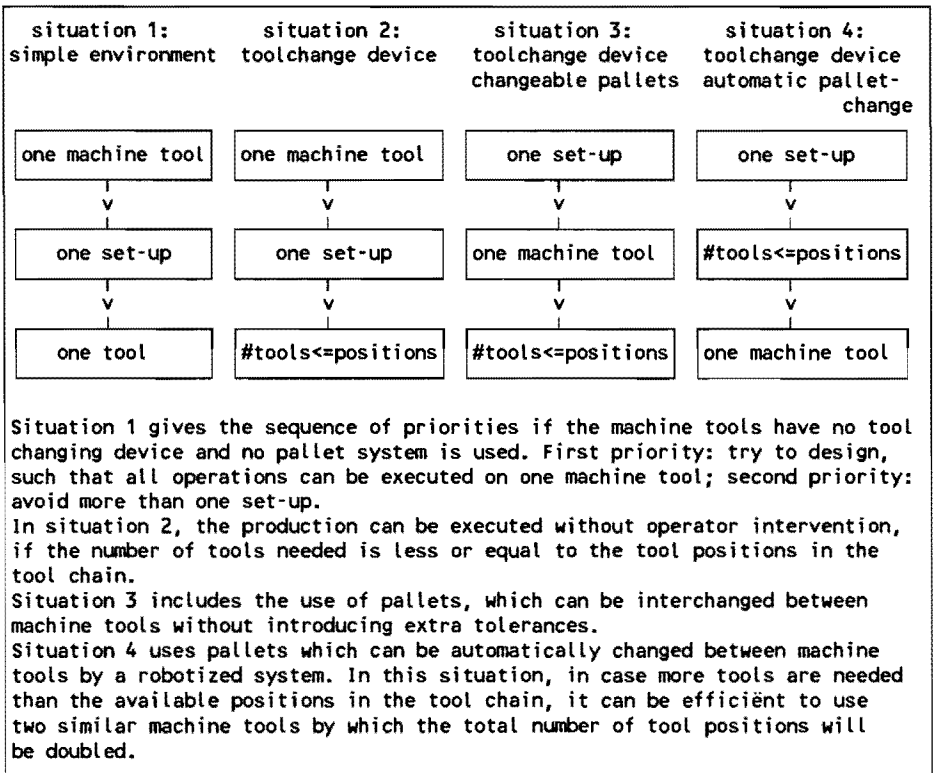 situation 1: situation 2: situation 3: situation 4:
simple environment toolchange device toolchange device toolchange device
changeable pallets automatic pallet-
change
one machine tool one machine tool one set-up one set-up
v v v v
one set-up one set-up one machine tool #tools<=positions
v v v v
one tool #tools<=positions #tools<=positions one machine tool
Situation 1 gives the sequence of priorities if the machine tools have no tool
changing device and no pallet system is used. First priority: try to design,
such that all operations can be executed on one machine tool; second priority:
avoid more than one set-up.
In situation 2, the production can be executed without operator intervention,
if the number of tools needed is less or equal to the tool positions in the
tool chain.
Situation 3 includes the use of pallets, which can be interchanged between
machine tools without introducing extra tolerances.
Situation 4 uses pallets which can be automatically changed between machine
tools by a robotized system. In this situation, in case more tools are needed
than the available positions in the tool chain, it can be efficiënt to use
two similar machine tools by which the total number of tool positions will
be doubled.